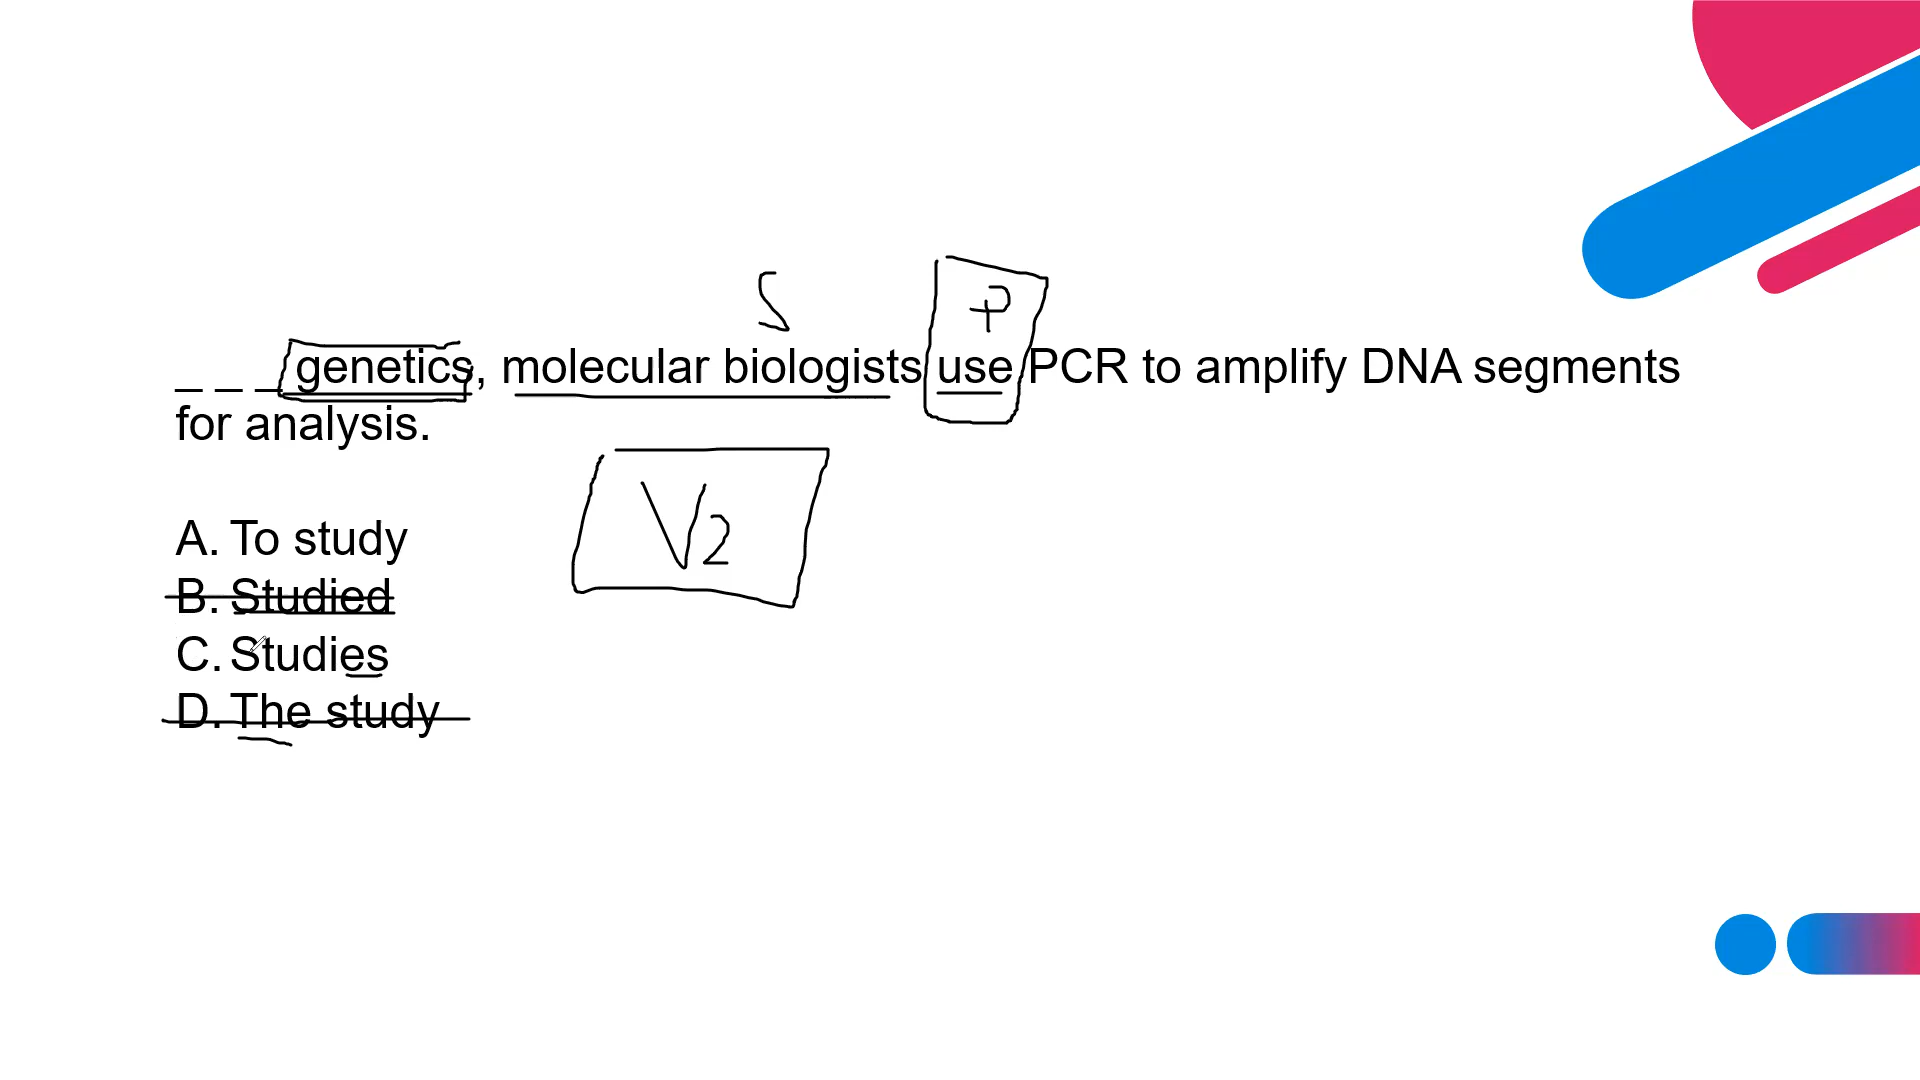 S P
_ _ _ genetics, molecular biologists use PCR to amplify DNA segments
for analysis.
V2
A. To study
B. Studied
C. Studies
D. The study